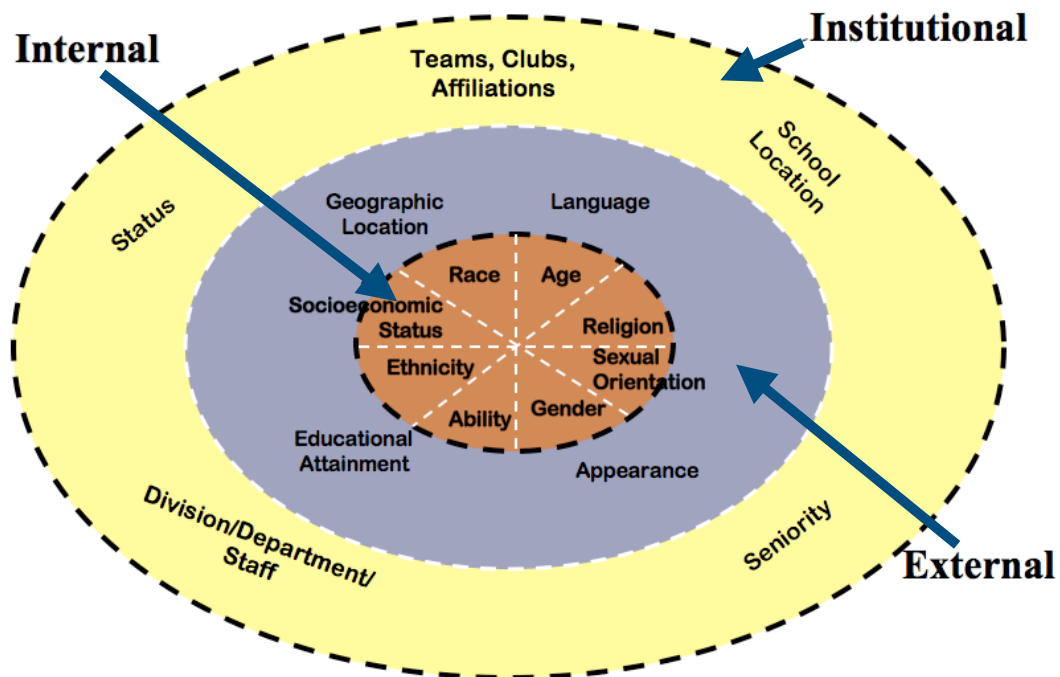 Internal
Institutional
Teams, Clubs,
Affiliations
School
Location
Status
Geographic
Location
Language
Race
Age
Socioeconomic
Status
Religion
Sexual
Orientation
Ethnicity
Ability
Gender
Educational
Attainment
Appearance
Division/Department/
Staff
Seniority
External